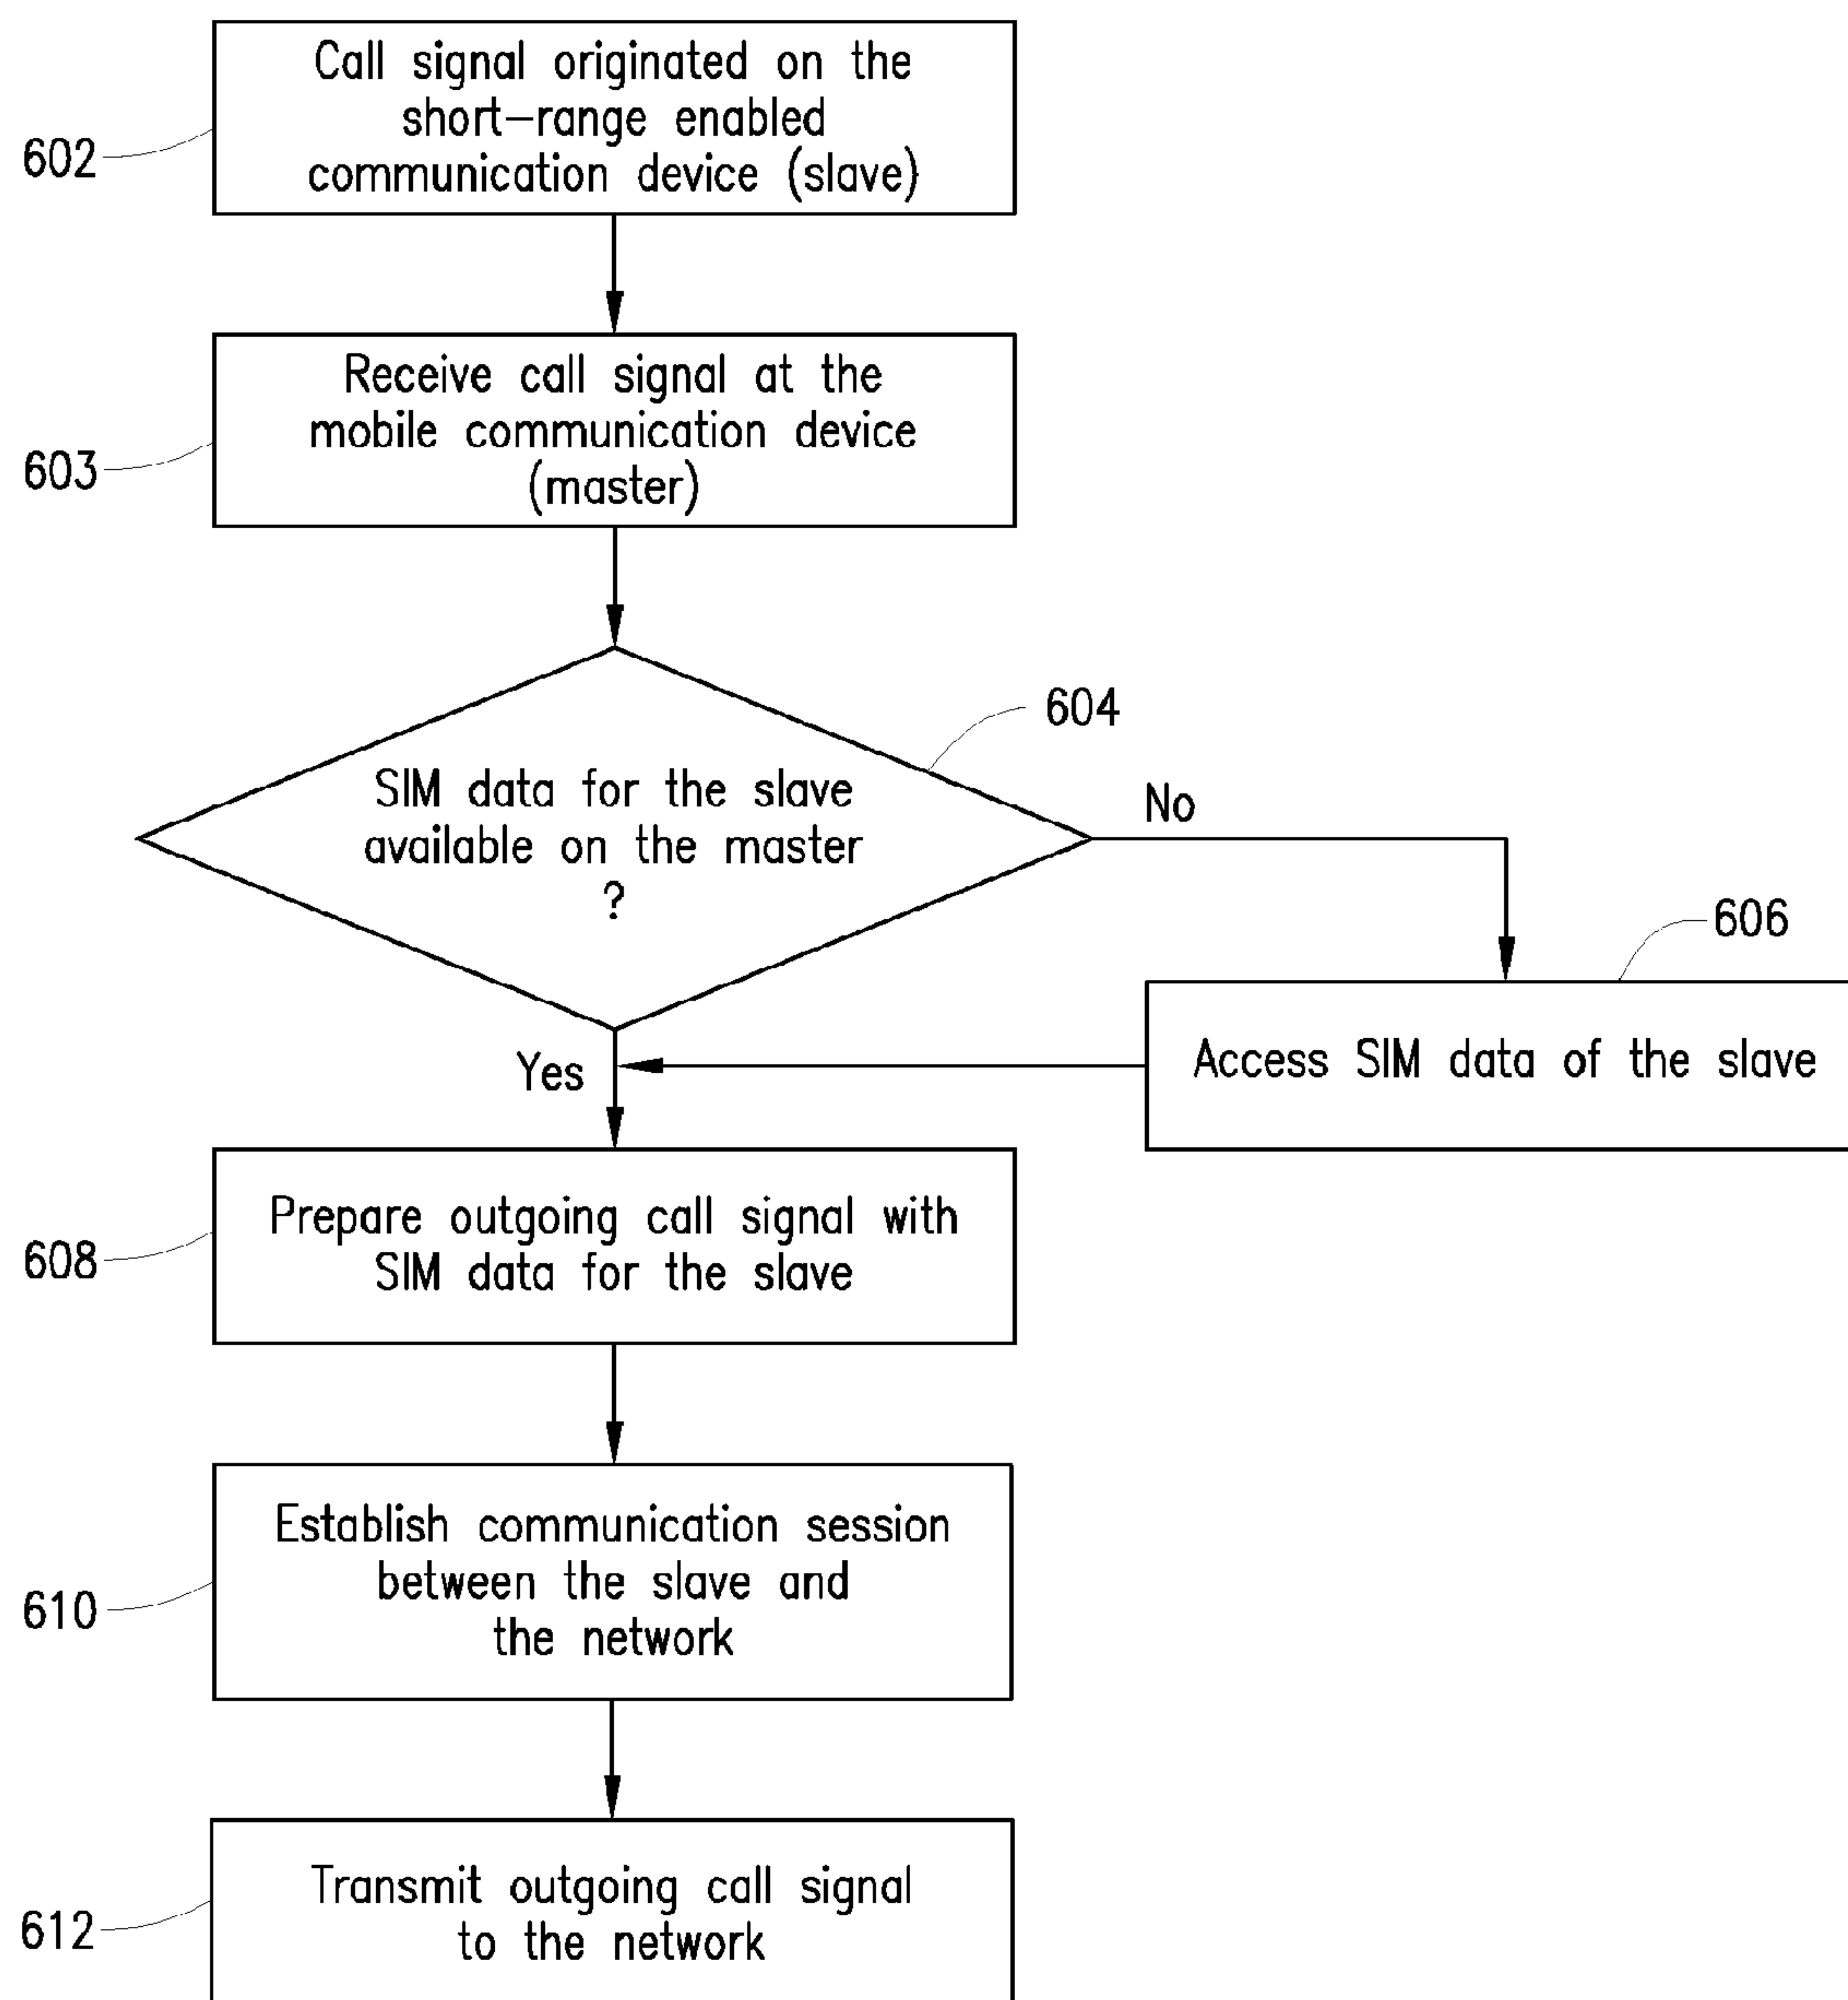 Call signal originated on the
short-range enabled
communication device (slave)
602
Receive call signal at the
mobile communication device
(master)
603
604
SIM data for the slave
available on the master
?
No
606
Access SIM data of the slave
Yes
Prepare outgoing call signal with
SIM data for the slave
608
Establish communication session
between the slave and
the network
610
Transmit outgoing call signal
to the network
612